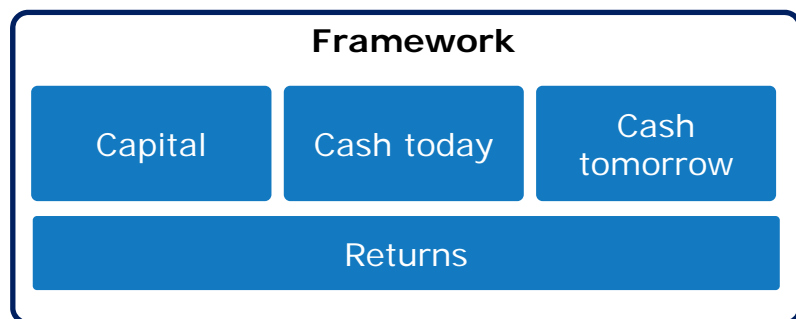 Framework
Capital
Cash today
Cash
tomorrow
Returns